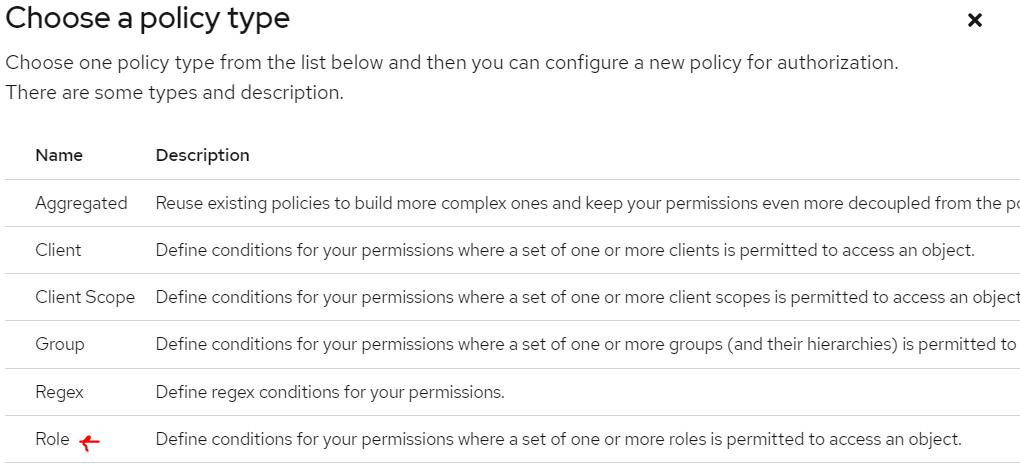 Choose a policy type
Choose one policy type from the list below and then you can configure a new policy for authorization.
There are some types and description.
Name Description
Aggregated Reuse existing policies to build more complex ones and keep your permissions even more decoupled from the
Client Define conditions for your permissions where a set of one or more clients is permitted to access an object.
Client Scope Define conditions for your permissions where a set of one or more client scopes is permitted to access an object
Group Define conditions for your permissions where a set of one or more groups (and their hierarchies) is permitted to
Regex Define regex conditions for your permissions.
Role Define conditions for your permissions where a set of one or more roles is permitted to access an object.